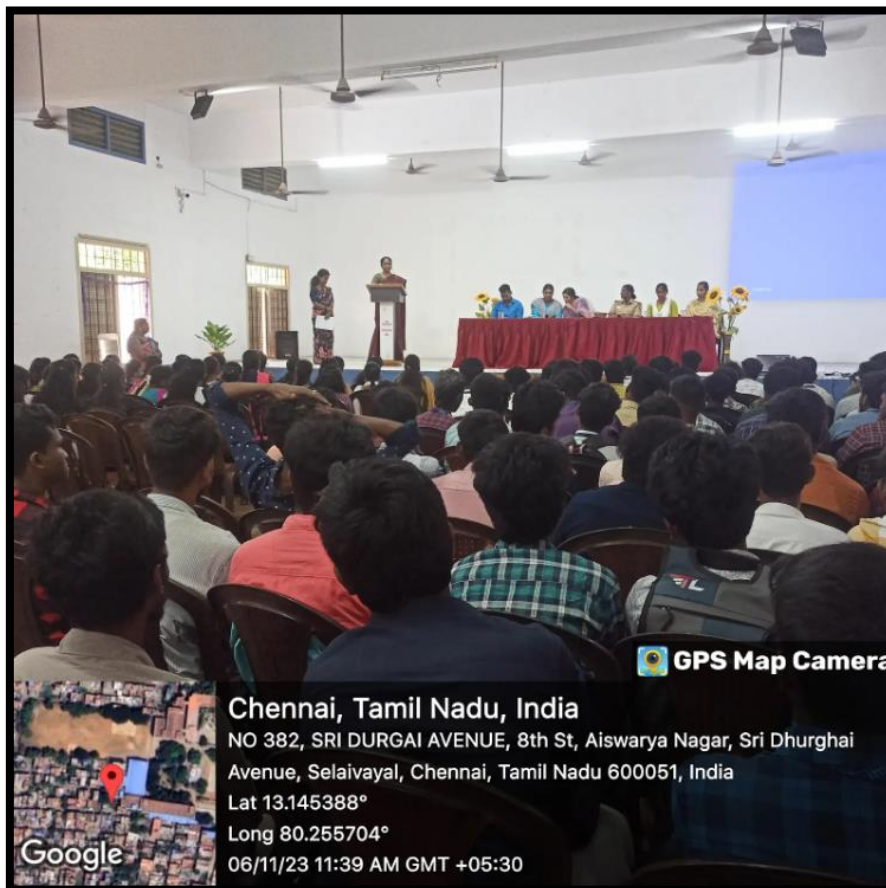 GPS Map Camera
Chennai, Tamil Nadu, India
NO 382, SRI DURGAI AVENUE, 8th St, Aiswarya Nagar, Sri Dhurghai
Avenue, Selaivayal, Chennai, Tamil Nadu 600051, India
Lat 13.145388°
Long 80.255704°
06/11/23 11:39 AM GMT +05:30
Google